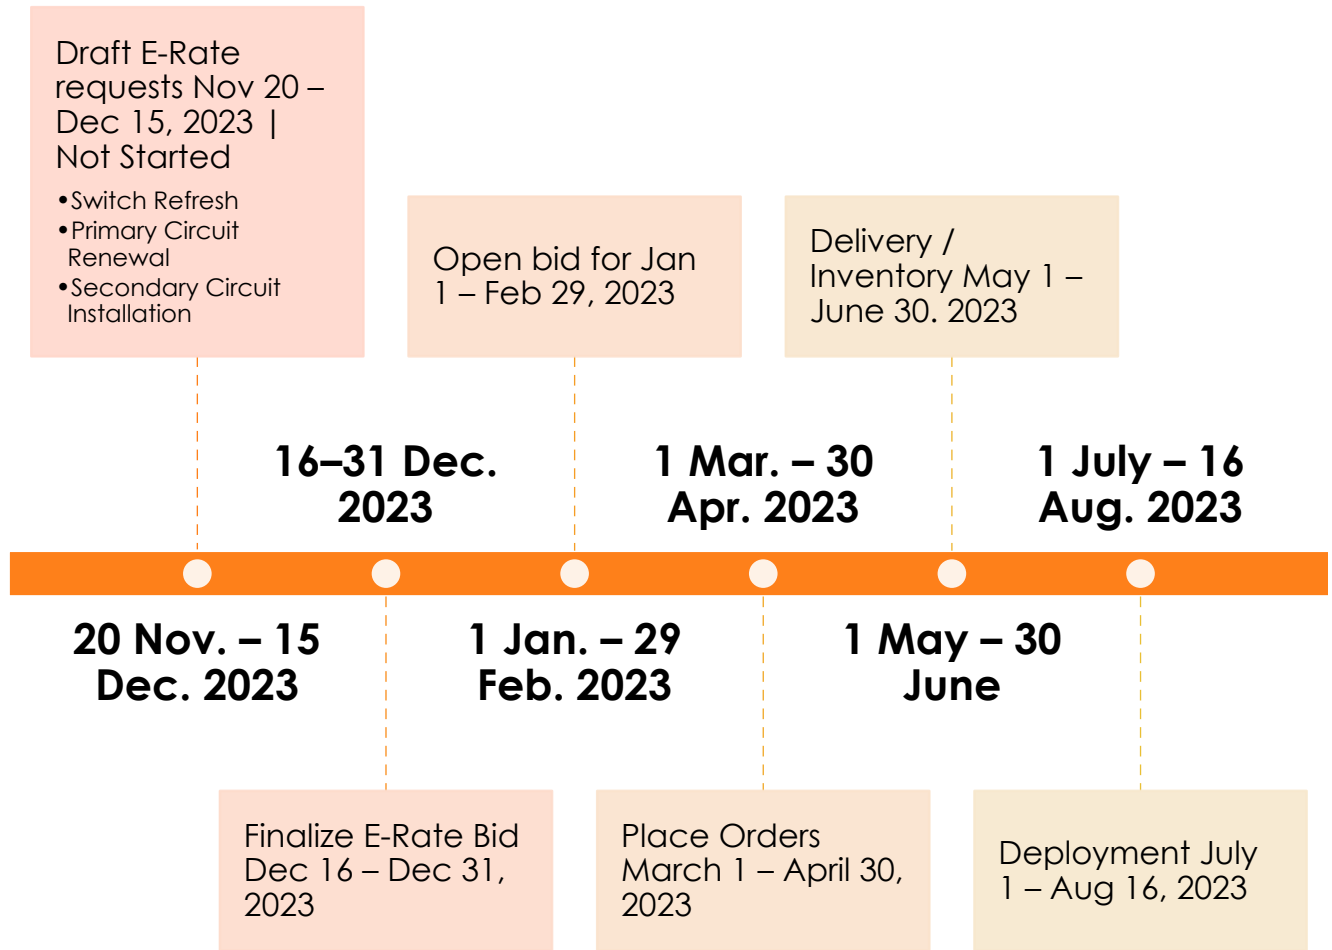 Draft E-Rate
requests Nov 20 –
Dec 15, 2023 |
Not Started
•Switch Refresh
•Primary Circuit
Renewal
•Secondary Circuit
Installation
Open bid for Jan
1 – Feb 29, 2023
Delivery /
Inventory May 1 –
June 30. 2023
16–31 Dec.
2023
1 Mar. – 30
Apr. 2023
1 July – 16
Aug. 2023
20 Nov. – 15
Dec. 2023
1 Jan. – 29
Feb. 2023
1 May – 30
June
Finalize E-Rate Bid
Dec 16 – Dec 31,
2023
Place Orders
March 1 – April 30,
2023
Deployment July
1 – Aug 16, 2023